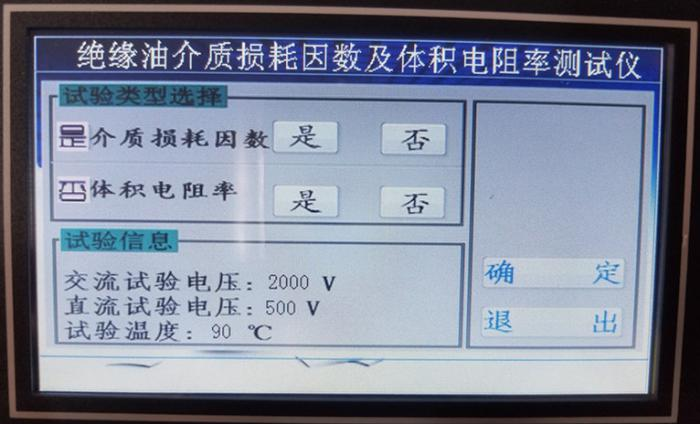 绝缘油介质损耗因数及体积电阻率测试仪
试验类型选择
是介质损耗因数 是 否
否体积电阻率 是 否
试验信息
交流试验电压: 2000 V
直流试验电压: 500 V
试验温度: 90 ℃
确 定
退 出